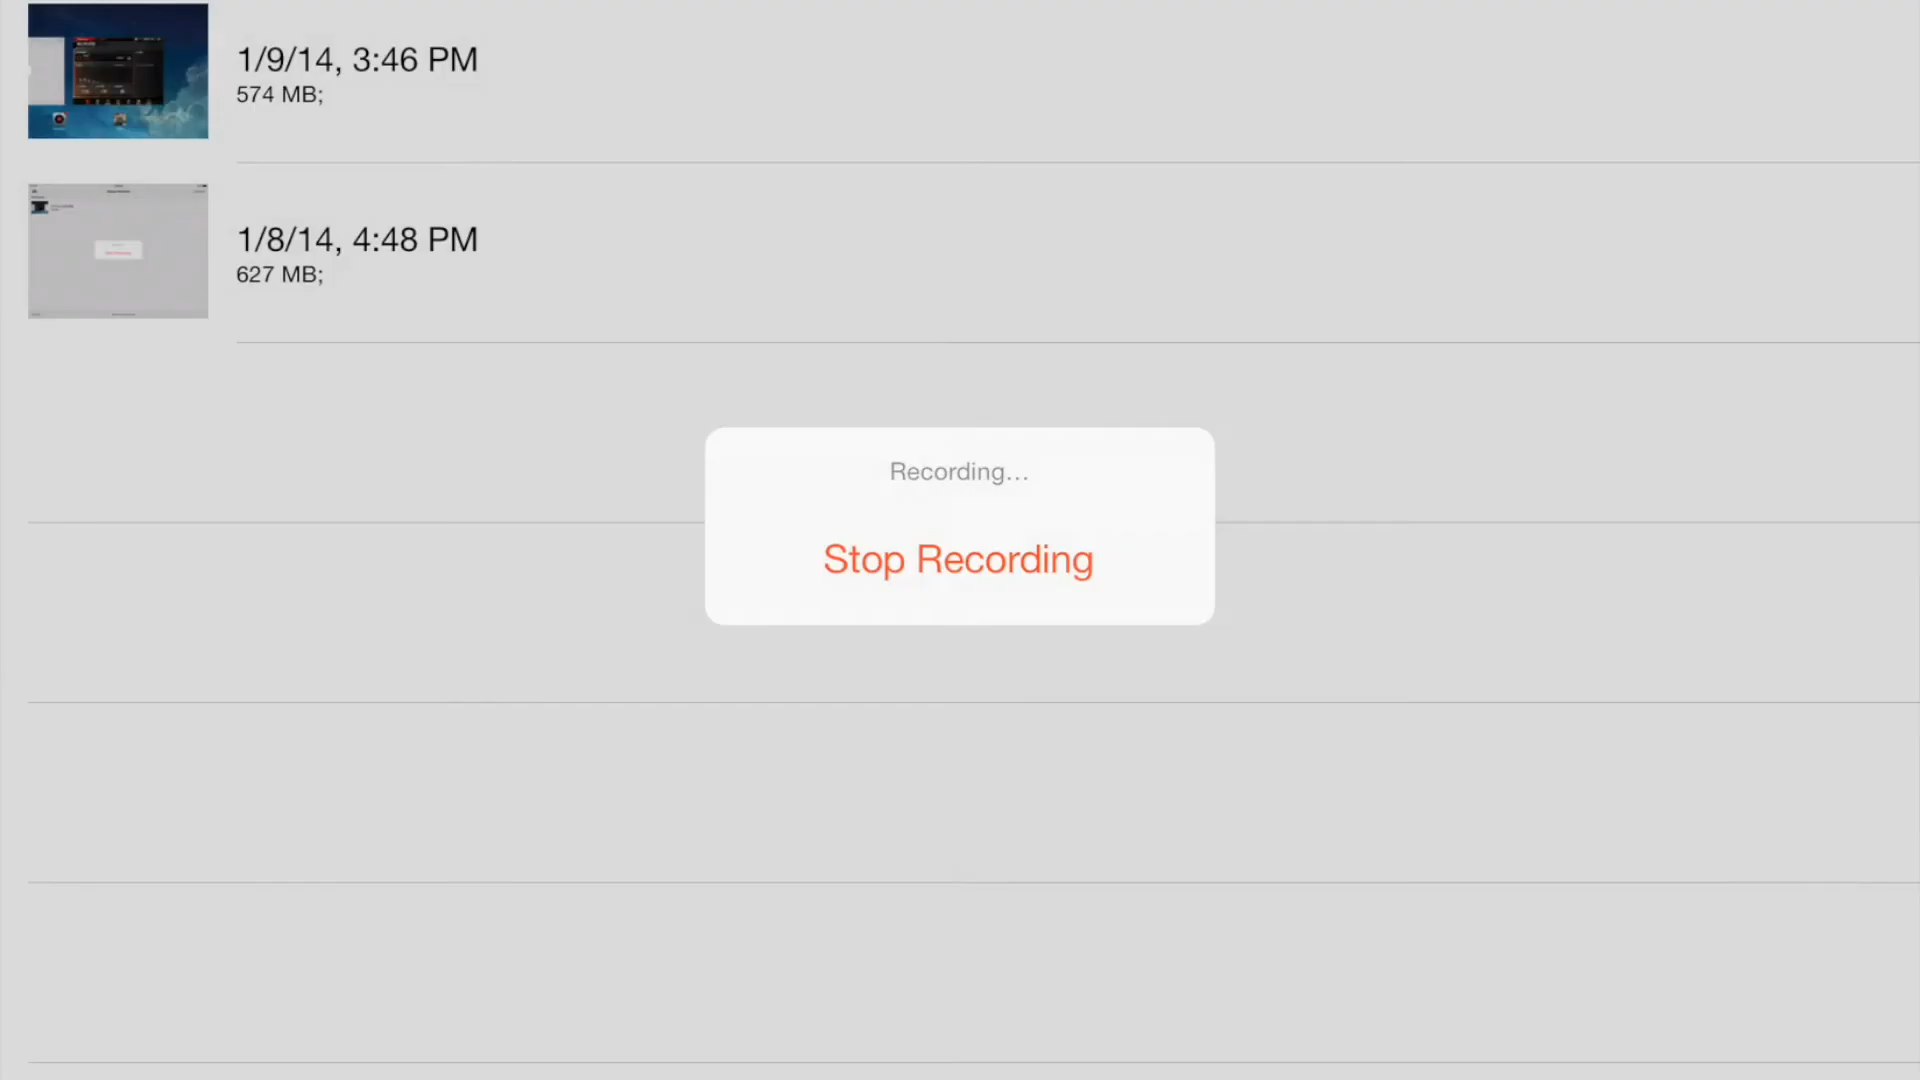 1/9/14, 3:46 PM
574 MB;
1/8/14, 4:48 PM
627 MB;
Recording...
Stop Recording